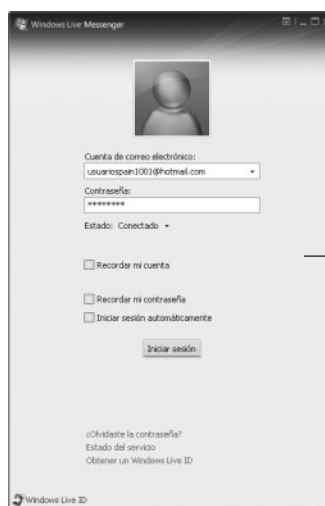 Windows Live Messenger
Cuenta de correo electrónico:
usuariospain1001@hotmail.com
Contraseña:
********
Estado: Conectado
Recordar mi cuenta
Recordar mi contraseña
Iniciar sesión automáticamente
Iniciar sesión
¿Olvidaste la contraseña?
Estado del servicio
Obtener un Windows Live ID
Windows Live ID